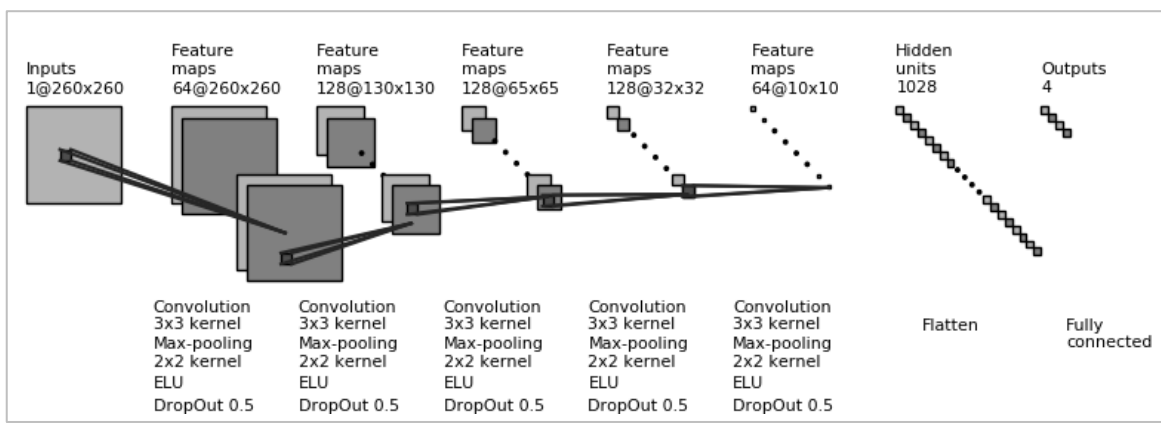 Inputs
1@260x260
Feature
maps
64@260x260
Feature
maps
128@130x130
Feature
maps
128@65x65
Feature
maps
128@32x32
Feature
maps
64@10x10
Hidden
units
1028
Outputs
4
Convolution
3x3 kernel
Max-pooling
2x2 kernel
ELU
DropOut 0.5
Convolution
3x3 kernel
Max-pooling
2x2 kernel
ELU
DropOut 0.5
Convolution
3x3 kernel
Max-pooling
2x2 kernel
ELU
DropOut 0.5
Convolution
3x3 kernel
Max-pooling
2x2 kernel
ELU
DropOut 0.5
Convolution
3x3 kernel
Max-pooling
2x2 kernel
ELU
DropOut 0.5
Flatten
Fully
connected